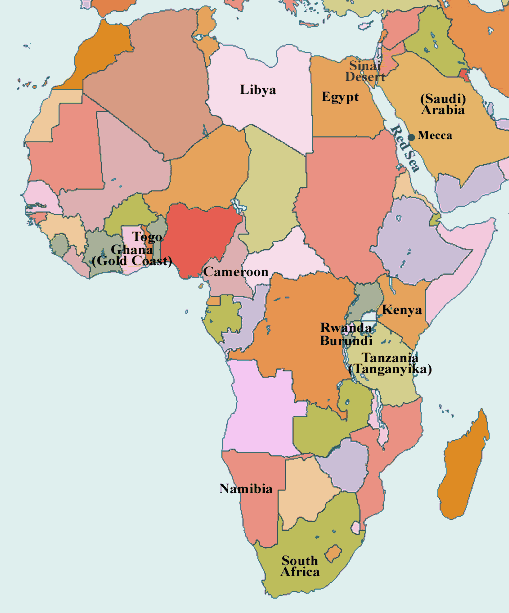 Sinai
Desert
Libya
Egypt
(Saudi)
Arabia
Red Sea
Mecca
Togo
Ghana
(Gold Coast)
Cameroon
Kenya
Rwanda
Burundi
Tanzania
(Tanganyika)
Namibia
South
Africa